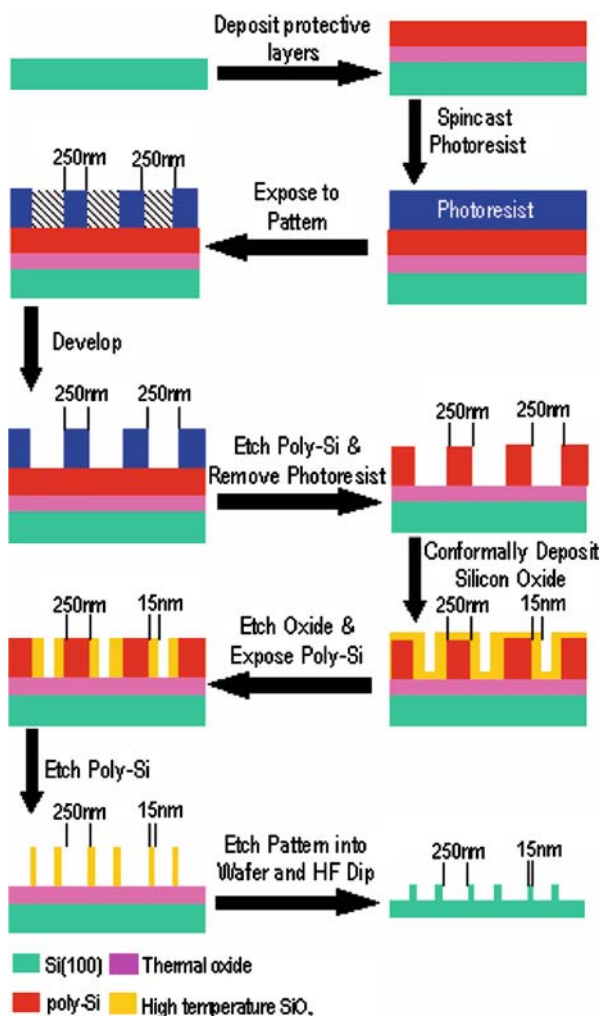 Deposit protective
layers
Spincast
Photoresist
250nm 250nm
Expose to
Pattern
Photoresist
Develop
250nm 250nm
Etch Poly-Si &
Remove Photoresist
250nm 250nm
Conformally Deposit
Silicon Oxide
250nm 15nm
Etch Oxide &
Expose Poly-Si
250nm 15nm
Etch Poly-Si
250nm 15nm
Etch Pattern into
Wafer and HF Dip
250nm 15nm
Si(100) Thermal oxide
poly-Si High temperature SiOₓ